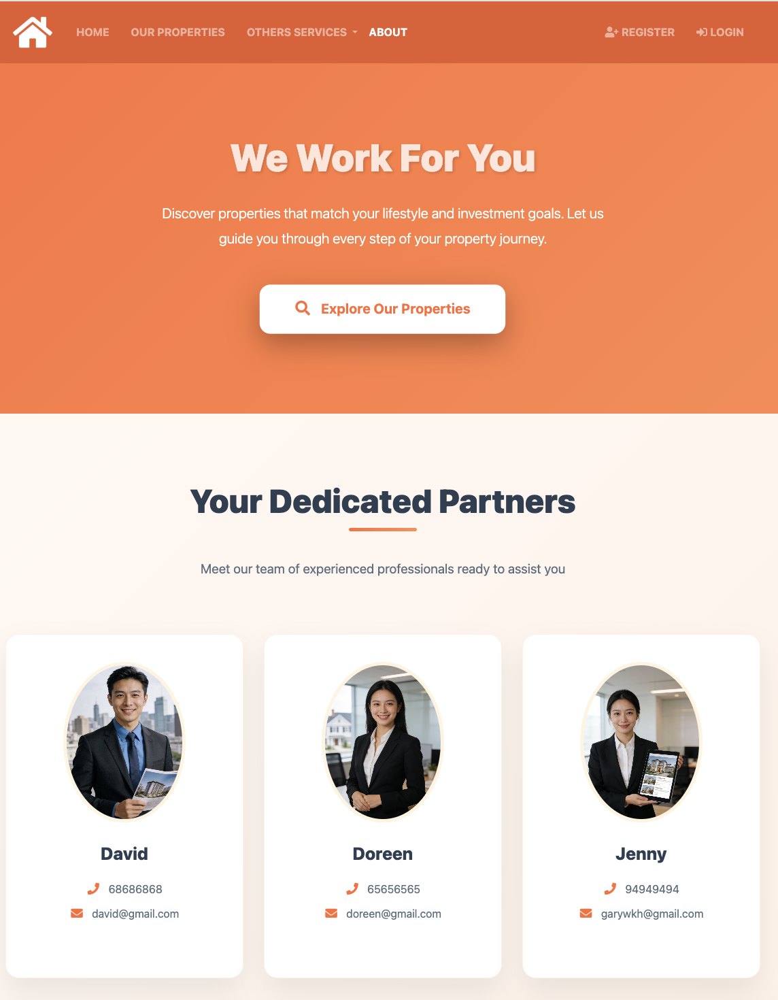 HOME
OUR PROPERTIES
OTHERS SERVICES
ABOUT
REGISTER
LOGIN
We Work For You
Discover properties that match your lifestyle and investment goals. Let us
guide you through every step of your property journey.
Explore Our Properties
Your Dedicated Partners
Meet our team of experienced professionals ready to assist you
David
68686868
david@gmail.com
Doreen
65656565
doreen@gmail.com
Jenny
94949494
garywkh@gmail.com